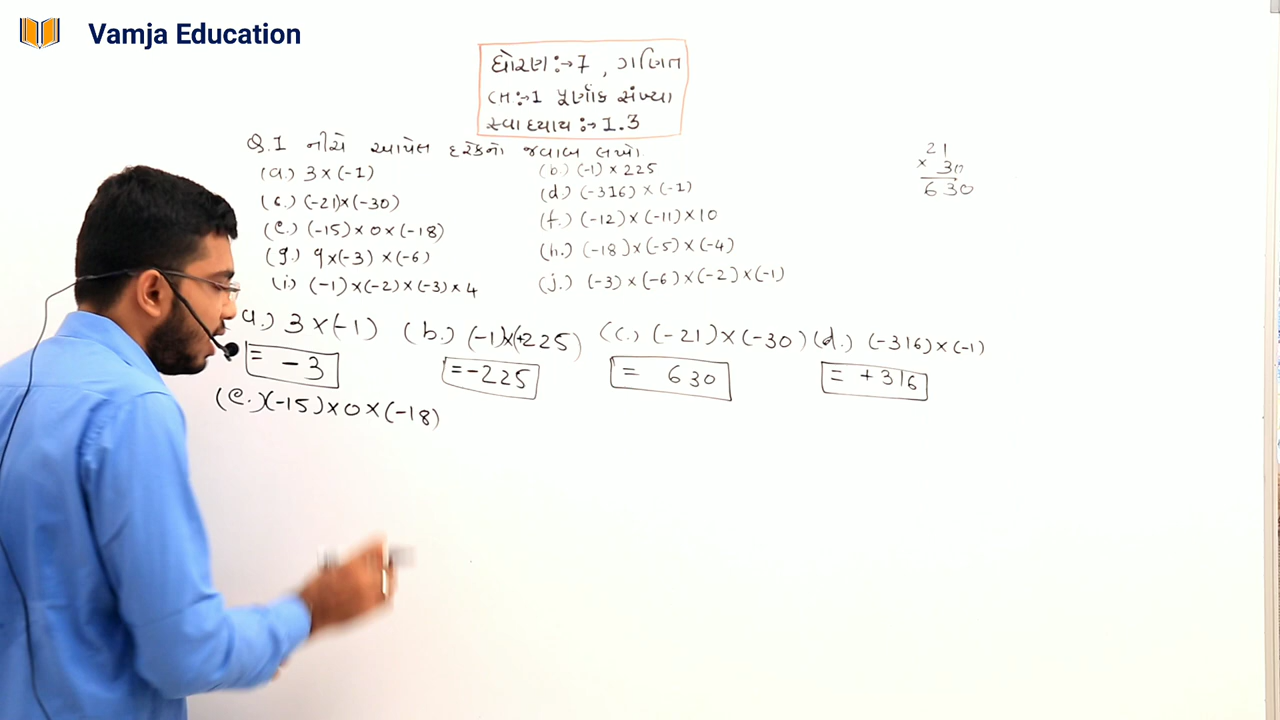 Vamja Education
ધોરણ :→ 7 , ગણિત
CH :→ 1 પૂર્ણાંક સંખ્યા
સ્વાધ્યાય :→ 1.3
Q.1 નીચે આપેલ દરેકનો જવાબ લખો.
(a.) 3 × (-1) (b.) (-1) × 225
(c.) (-21)×(-30) (d.) (-316) × (-1)
(e.) (-15) × 0 × (-18) (f.) (-12) × (-11) × 10
(g.) 9×(-3) × (-6) (h.) (-18)×(-5) × (-4)
(i.) (-1) × (-2) × (-3) × 4 (j.) (-3) × (-6) × (-2) × (-1)
21
× 30
630
a.) 3 × (-1) (b.) (-1)×(+225) (c.) (-21) × (-30) (d.) (-316) × (-1)
= -3 = -225 = 630 = +316
(e.) (-15) × 0 × (-18)